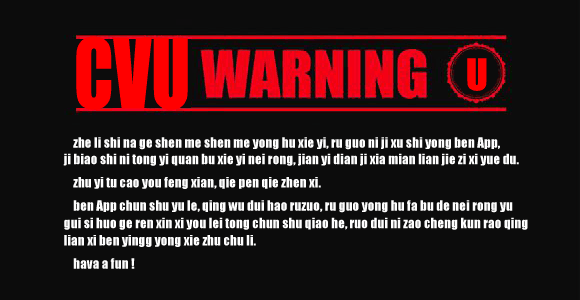 CVU WARNING U
zhe li shi na ge shen me shen me yong hu xie yi, ru guo ni ji xu shi yong ben App,
ji biao shi ni tong yi quan bu xie yi nei rong, jian yi dian ji xia mian lian jie zi xi yue du.
zhu yi tu cao you feng xian, qie pen qie zhen xi.
ben App chun shu yu le, qing wu dui hao ruzuo, ru guo yong hu fa bu de nei rong yu
gui si huo ge ren xin xi you lei tong chun shu qiao he, ruo dui ni zao cheng kun rao qing
lian xi ben yingg yong xie zhu chu li.
hava a fun !